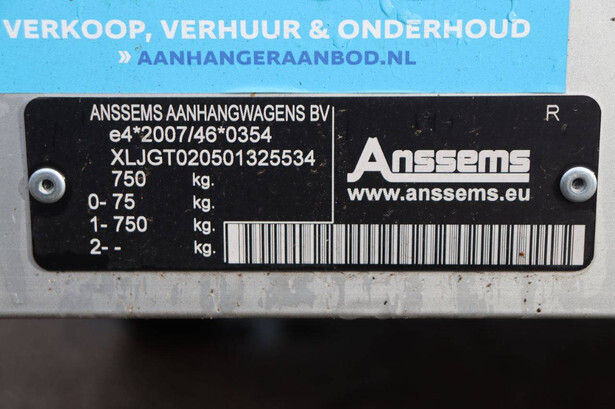 VERKOOP, VERHUUR & ONDERHOUD
» AANHANGERAANBOD.NL
ANSSEMS AANHANGWAGENS BV
e4*2007/46*0354
XLJGT020501325534
750 kg.
0- 75 kg.
1- 750 kg.
2- - kg.
R
Anssems
www.anssems.eu